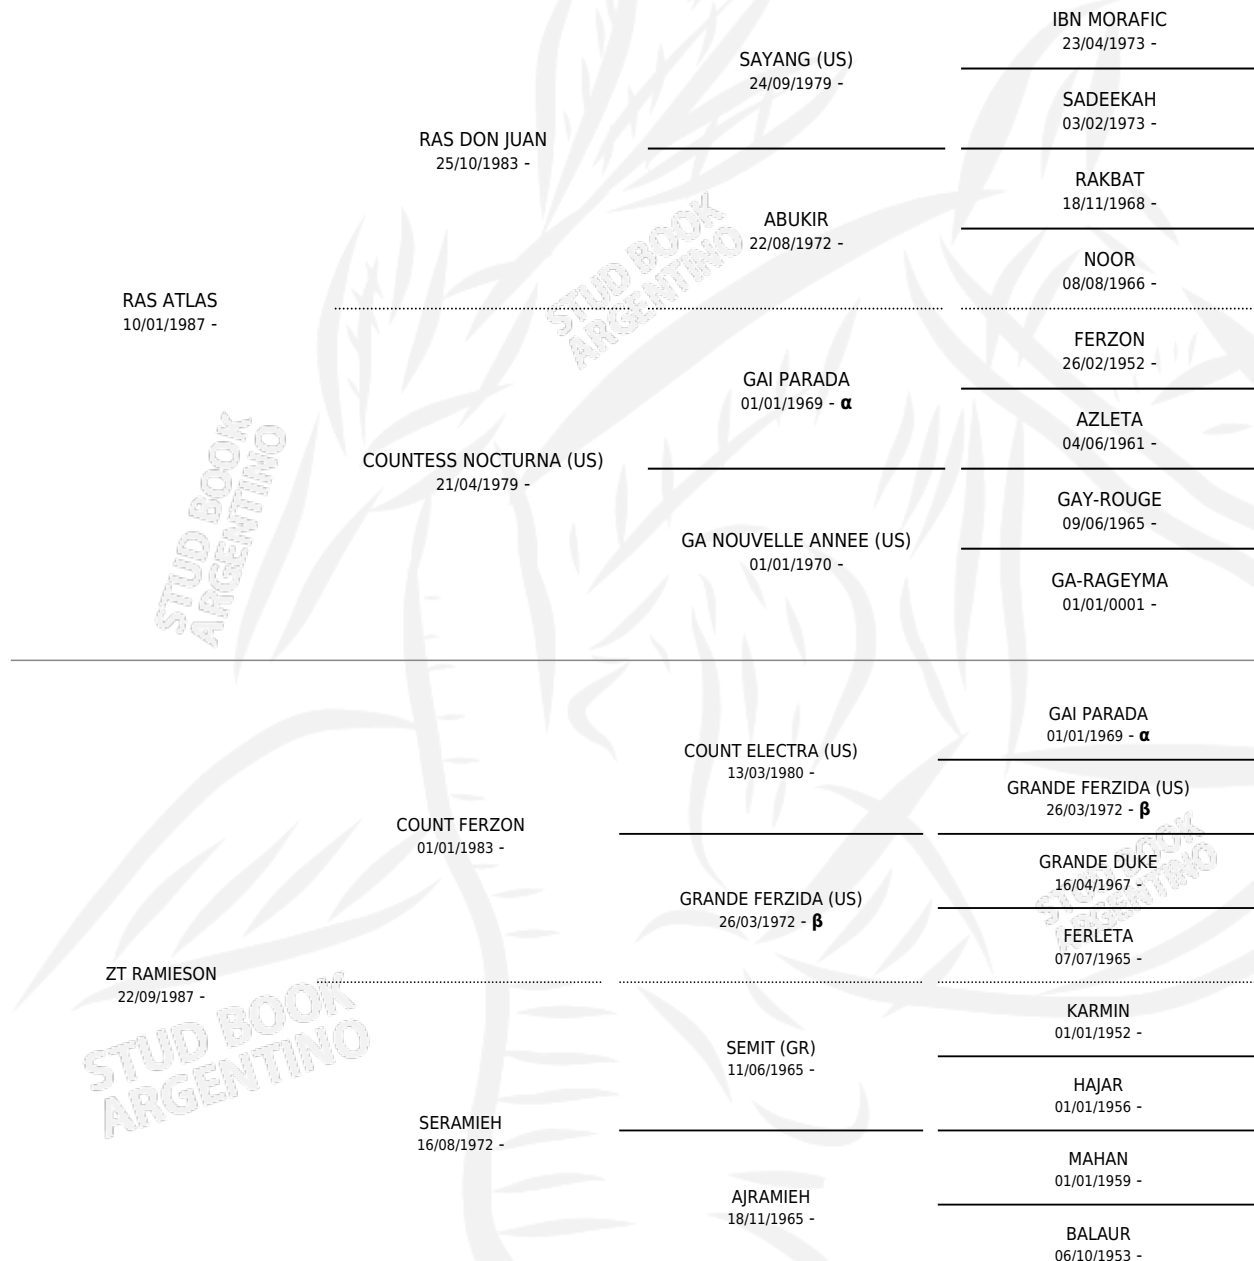 IBN MORAFIC
23/04/1973 -
SAYANG (US)
24/09/1979 -
SADEEKAH
03/02/1973 -
RAS DON JUAN
25/10/1983 -
RAKBAT
18/11/1968 -
ABUKIR
22/08/1972 -
NOOR
08/08/1966 -
RAS ATLAS
10/01/1987 -
STUD BOOK
ARGENTINO
FERZON
26/02/1952 -
GAI PARADA
01/01/1969 - α
AZLETA
04/06/1961 -
COUNTESS NOCTURNA (US)
21/04/1979 -
GAY-ROUGE
09/06/1965 -
GA NOUVELLE ANNEE (US)
01/01/1970 -
GA-RAGEYMA
01/01/0001 -
STUD BOOK
ARGENTINO
GAI PARADA
01/01/1969 - α
COUNT ELECTRA (US)
13/03/1980 -
GRANDE FERZIDA (US)
26/03/1972 - β
COUNT FERZON
01/01/1983 -
GRANDE DUKE
16/04/1967 -
GRANDE FERZIDA (US)
26/03/1972 - β
FERLETA
07/07/1965 -
STUD BOOK
ARGENTINO
ZT RAMIESON
22/09/1987 -
KARMIN
01/01/1952 -
SEMIT (GR)
11/06/1965 -
HAJAR
01/01/1956 -
SERAMIEH
16/08/1972 -
MAHAN
01/01/1959 -
AJRAMIEH
18/11/1965 -
BALAUR
06/10/1953 -
STUD BOOK
ARGENTINO